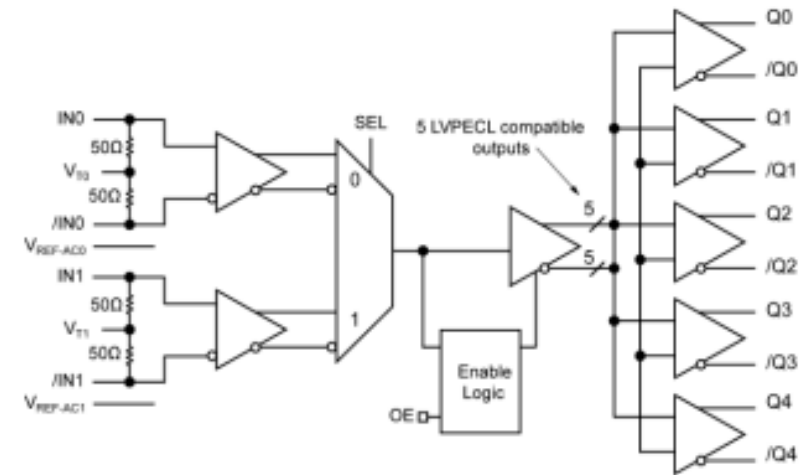 IN0
50Ω
VT0
50Ω
/IN0
VREF-AC0
IN1
50Ω
VT1
50Ω
/IN1
VREF-AC1
SEL
0
1
5 LVPECL compatible
outputs
5
5
Enable
Logic
OE
Q0
/Q0
Q1
/Q1
Q2
/Q2
Q3
/Q3
Q4
/Q4